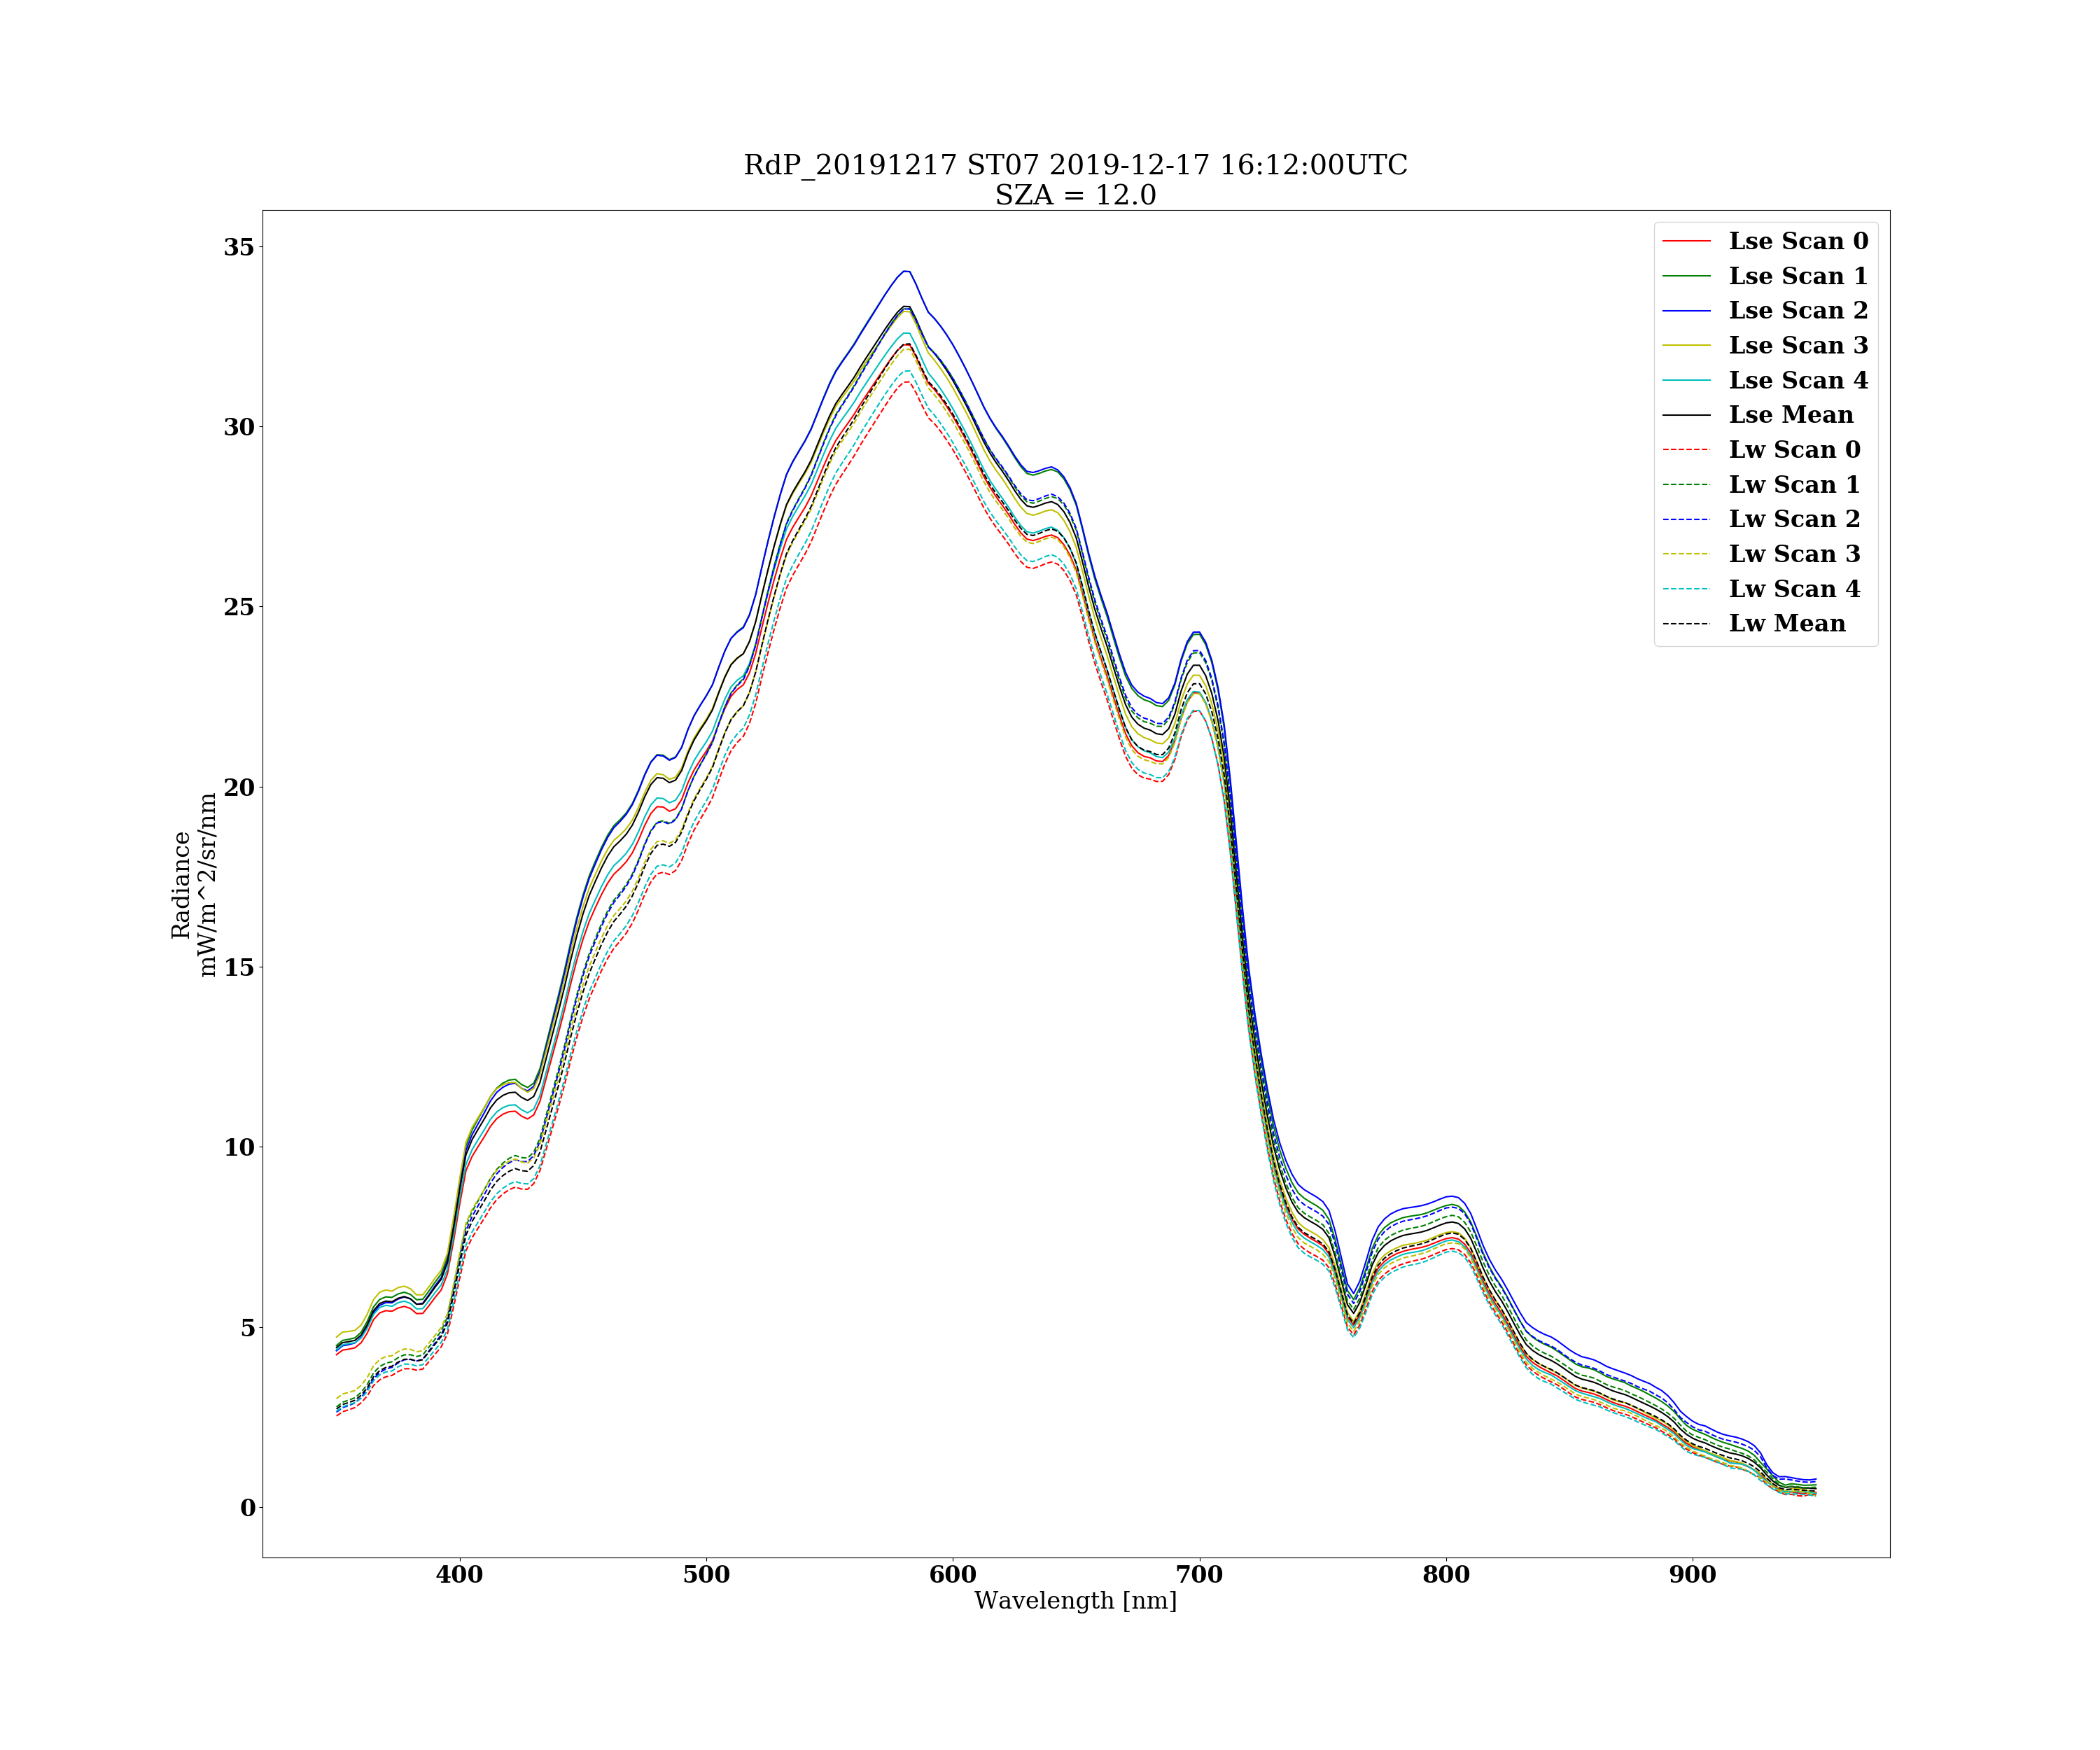 RdP_20191217 ST07 2019-12-17 16:12:00UTC
SZA = 12.0
35
30
25
20
15
10
5
0
Radiance
mW/m^2/sr/nm
400 500 600 700 800 900
Wavelength [nm]
Lse Scan 0
Lse Scan 1
Lse Scan 2
Lse Scan 3
Lse Scan 4
Lse Mean
Lw Scan 0
Lw Scan 1
Lw Scan 2
Lw Scan 3
Lw Scan 4
Lw Mean